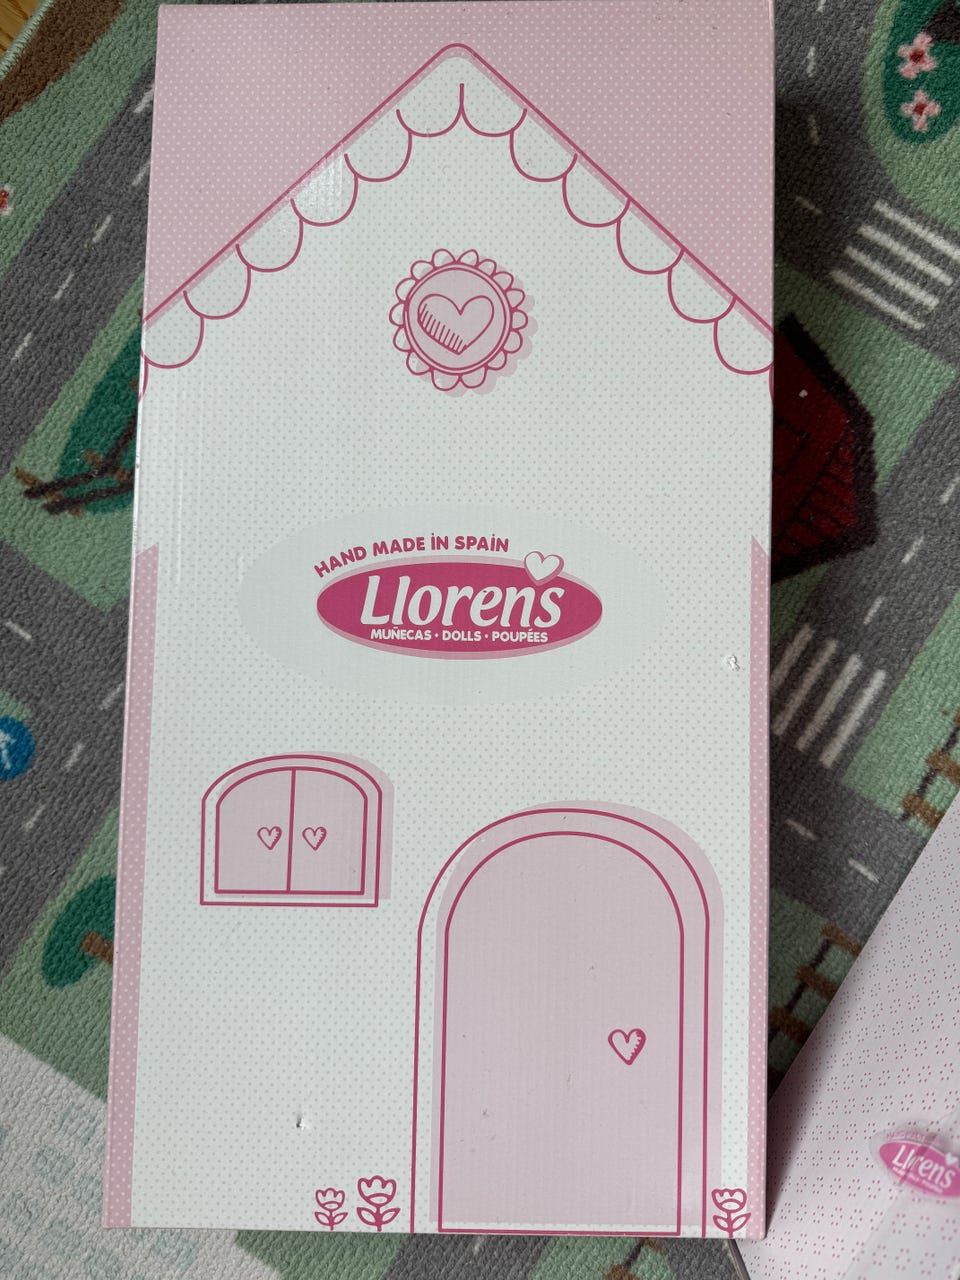 HAND MADE iN SPAiN
Llorens
MUÑECAS · DOLLS · POUPÉES
Llorens